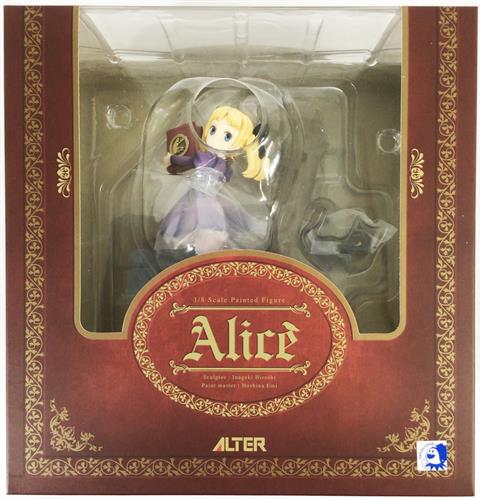 1/8 Scale Painted Figure
Alice
Sculptor : Inagaki Hiroshi
Paint master : Hoshina Emi
ALTER